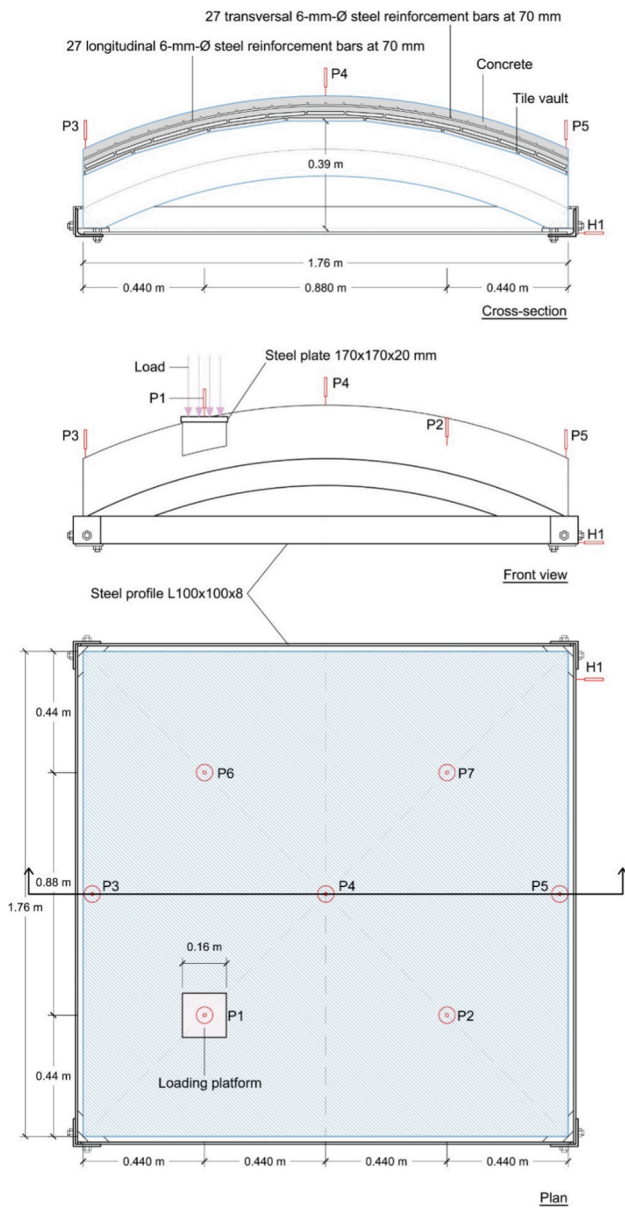 27 transversal 6-mm-Ø steel reinforcement bars at 70 mm
27 longitudinal 6-mm-Ø steel reinforcement bars at 70 mm
P4
Concrete
Tile vault
P3
P5
0.39 m
H1
1.76 m
0.440 m
0.880 m
0.440 m
Cross-section
Steel plate 170x170x20 mm
Load
P1
P4
P2
P3
P5
H1
Front view
Steel profile L100x100x8
H1
0.44 m
P6
P7
0.88 m
P3
P4
P5
1.76 m
0.16 m
P1
P2
Loading platform
0.44 m
0.440 m
0.440 m
0.440 m
0.440 m
Plan